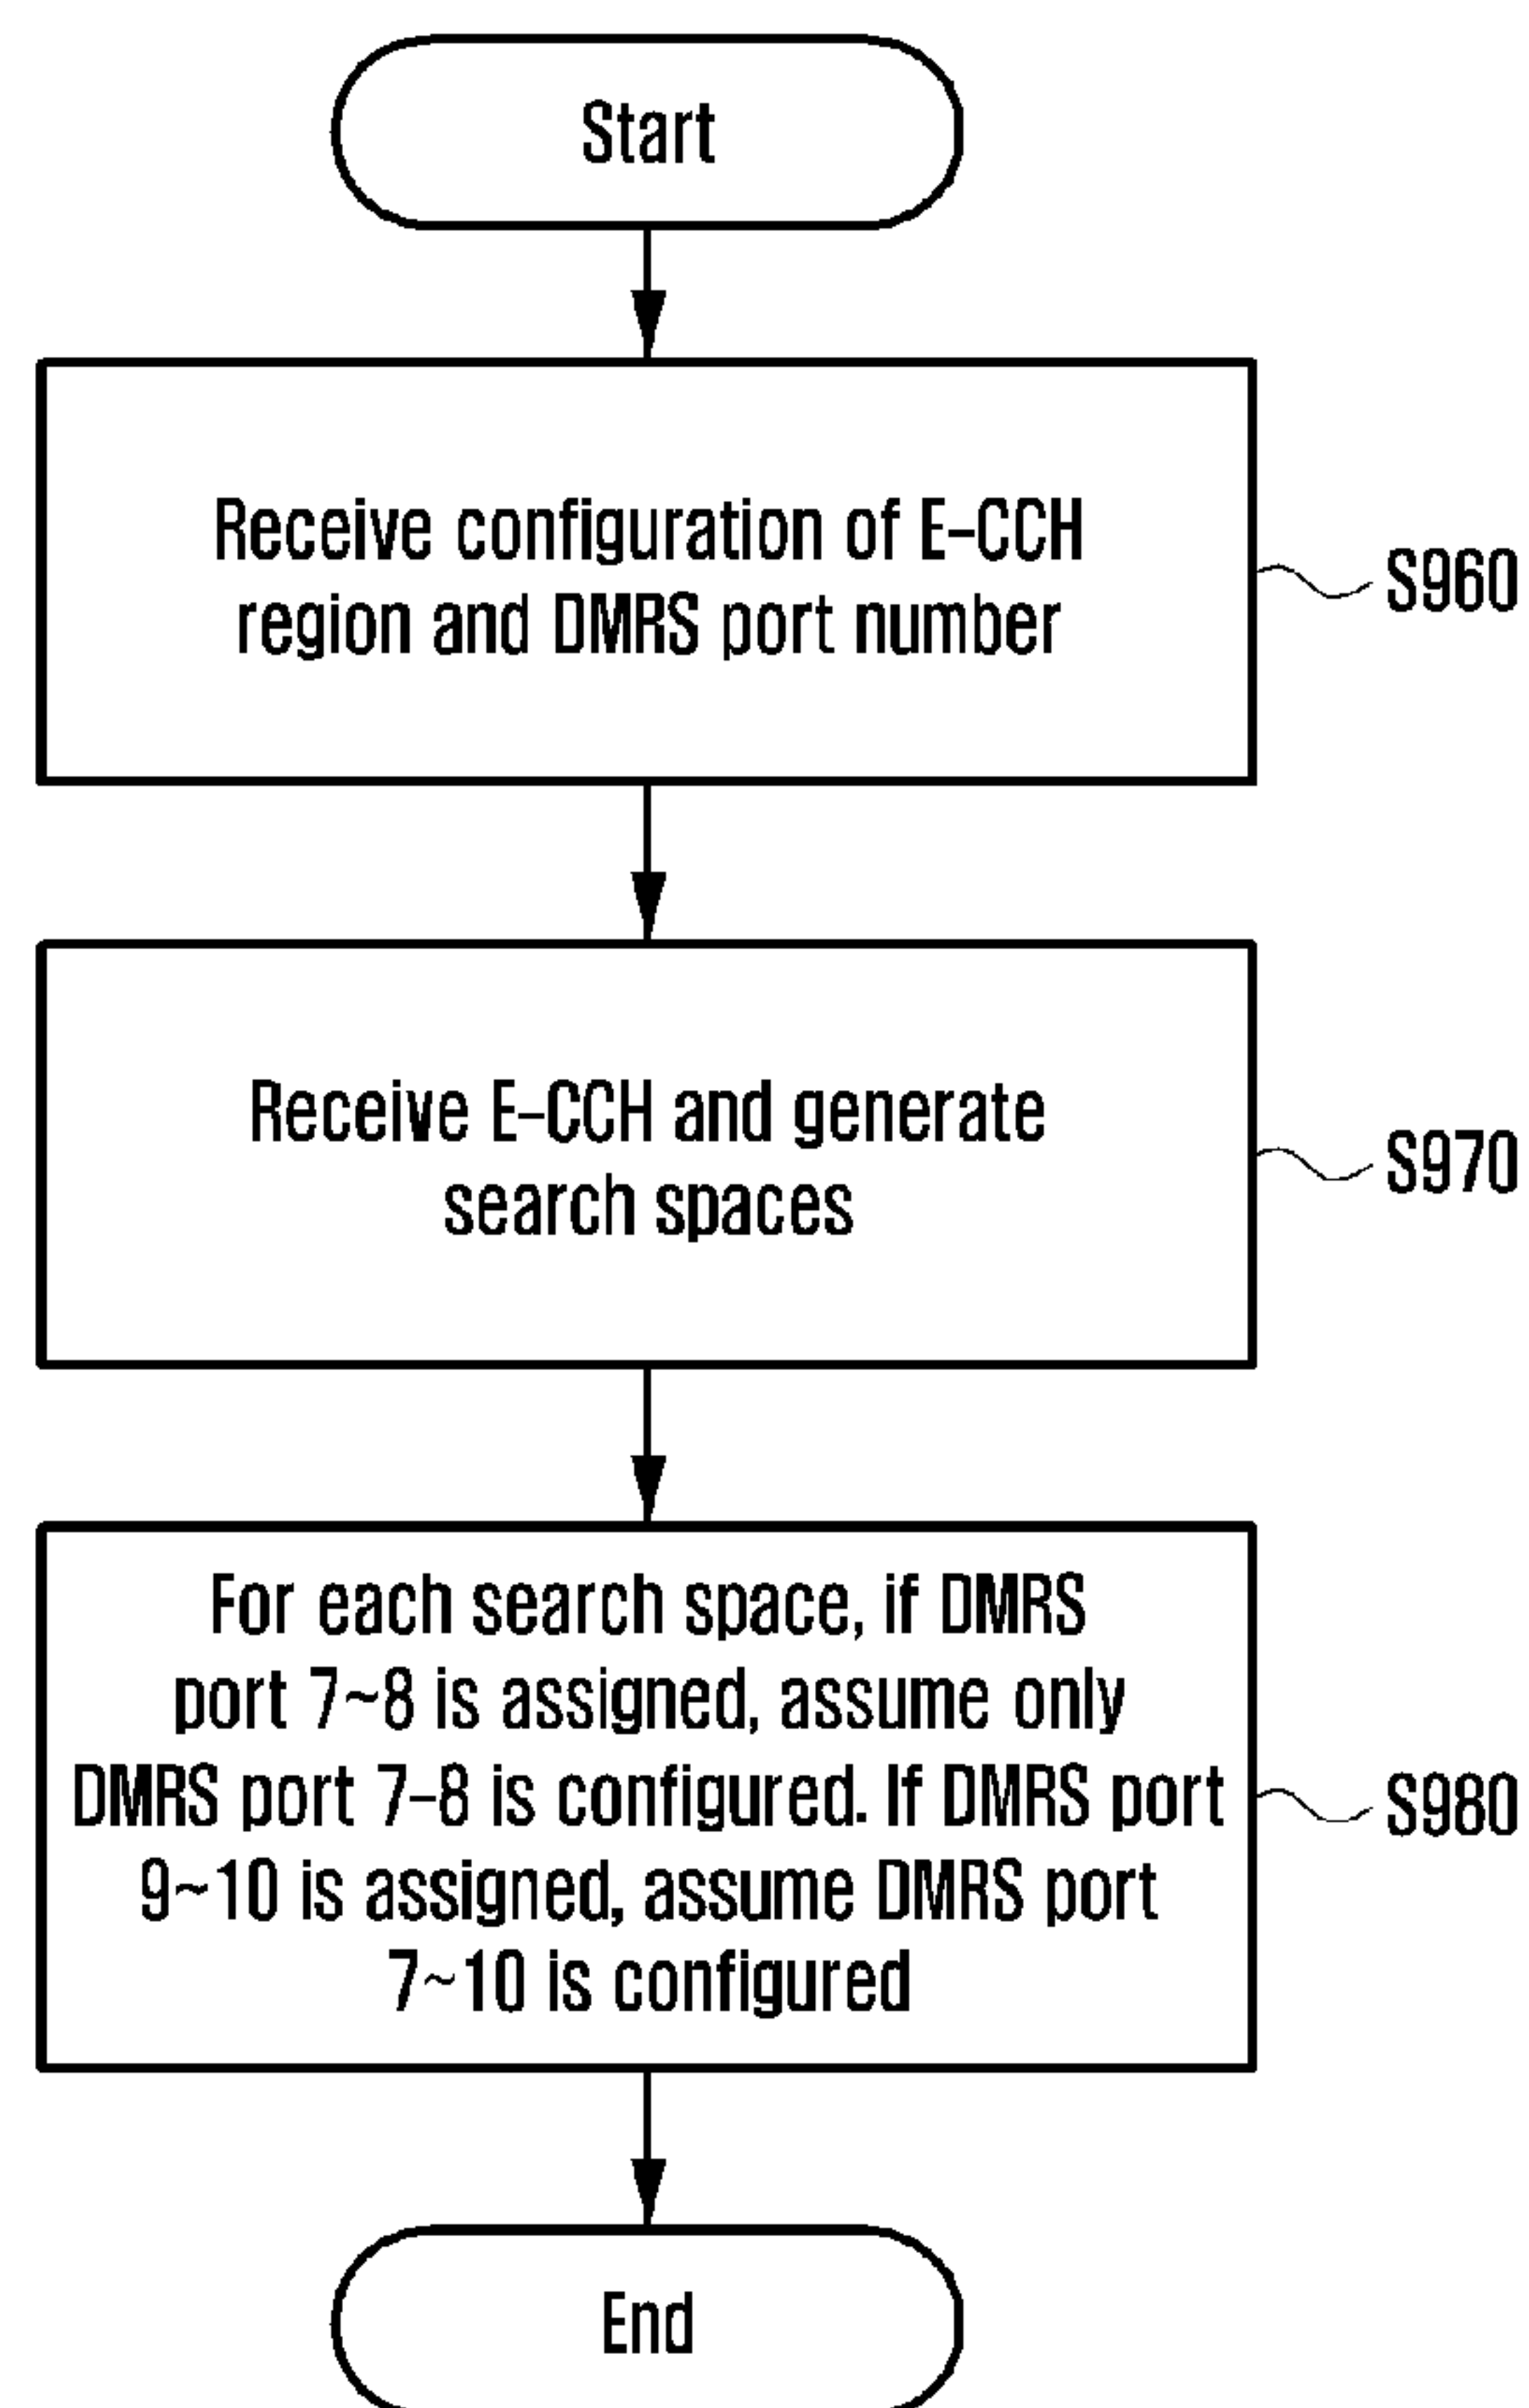 Start
Receive configuration of E-CCH
region and DMRS port number
S960
Receive E-CCH and generate
search spaces
S970
For each search space, if DMRS
port 7~8 is assigned, assume only
DMRS port 7-8 is configured. If DMRS port
9~10 is assigned, assume DMRS port
7~10 is configured
S980
End